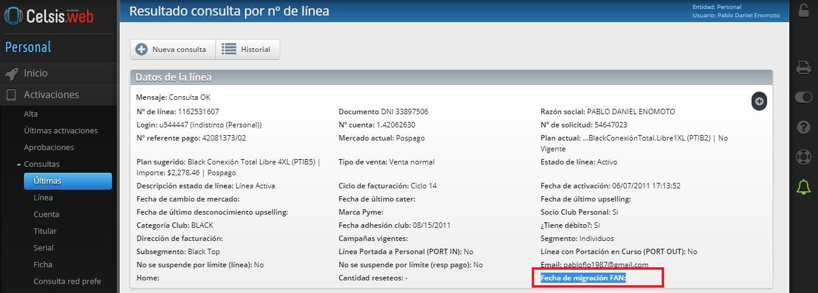 Celsis.web
Resultado consulta por nº de línea
Entidad: Personal
Usuario: Pablo Daniel Enomoto
Personal
Nueva consulta
Historial
Inicio
Activaciones
Alta
Últimas activaciones
Aprobaciones
Consultas
Últimas
Línea
Cuenta
Titular
Serial
Ficha
Consulta red prefe
Datos de la línea
Mensaje: Consulta OK
Nº de línea: 1162531607 Documento DNI 33897506 Razón social: PABLO DANIEL ENOMOTO
Login: u544447 (Indistinto (Personal)) Nº cuenta: 1.42062630 Nº de solicitud: 54647023
Nº referente pago: 42081373/02 Mercado actual: Pospago Plan actual: ...BlackConexiónTotal.Libre1XL (PTIB2) | No
Vigente
Plan sugerido: Black Conexión Total Libre 4XL (PTIB5) | Tipo de venta: Venta normal Estado de línea: Activo
Importe: $2,278.46 | Pospago
Descripción estado de línea: Línea Activa Ciclo de facturación: Ciclo 14 Fecha de activación: 06/07/2011 17:13:52
Fecha de cambio de mercado: Fecha de último cater: Fecha de último upselling:
Fecha de último desconocimiento upselling: Marca Pyme: Socio Club Personal: Si
Categoría Club: BLACK Fecha adhesión club: 08/15/2011 ¿Tiene débito?: Si
Dirección de facturación: Campañas vigentes: Segmento: Individuos
Subsegmento: Black Top Línea Portada a Personal (PORT IN): No Línea con Portación en Curso (PORT OUT): No
No se suspende por límite (línea): No No se suspende por límite (resp pago): No Email: pabloflo1987@gmail.com
Home: Cantidad reseteos: - Fecha de migración FAN: